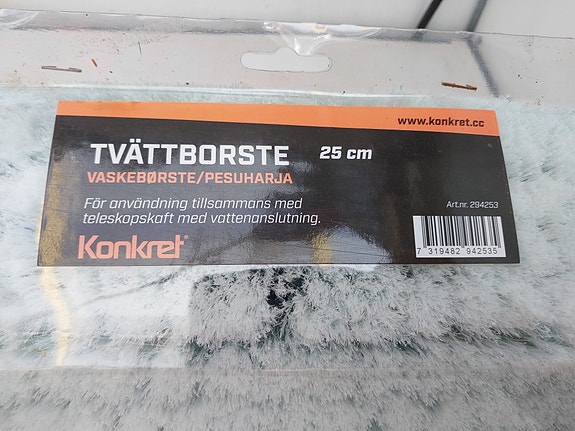 www.konkret.cc
TVÄTTBORSTE 25 cm
VASKEBØRSTE/PESUHARJA
För användning tillsammans med
teleskapskaft med vattenanslutning.
Art.nr. 294253
Konkret
7 319482 942535